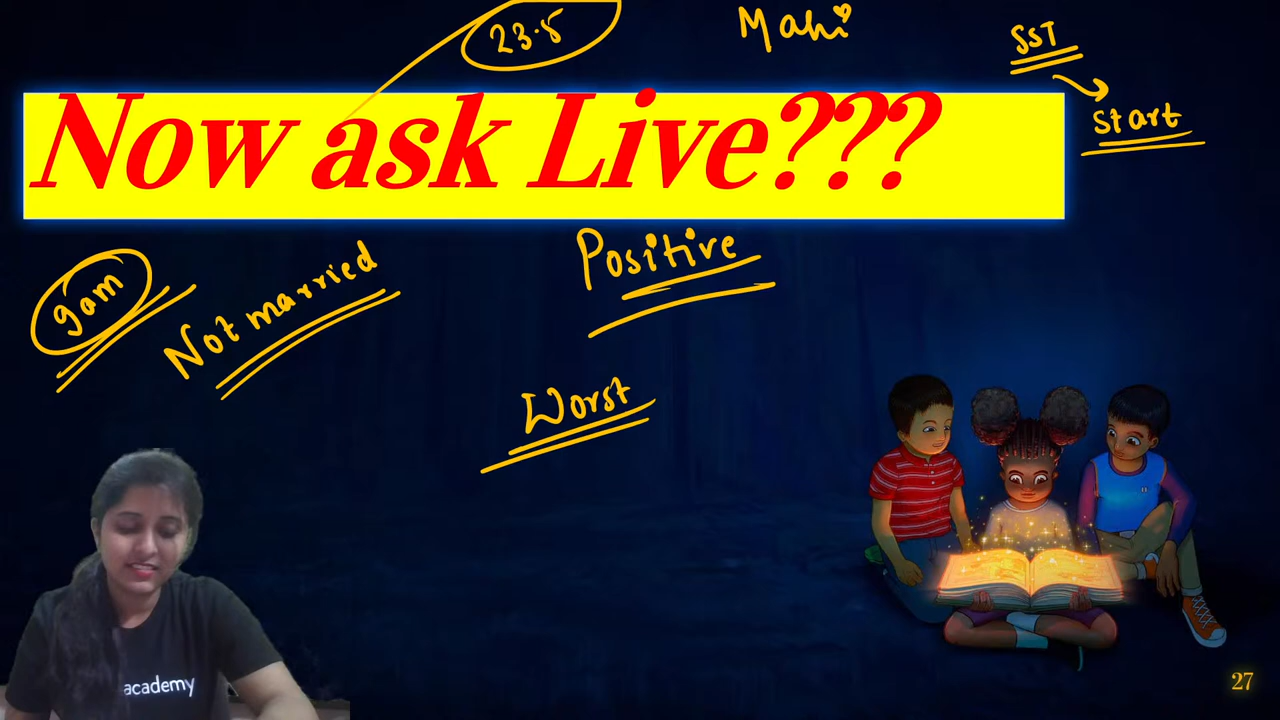 23.5
Mahi
SST
Start
Now ask Live???
Positive
9am
Not married
Worst
academy
27